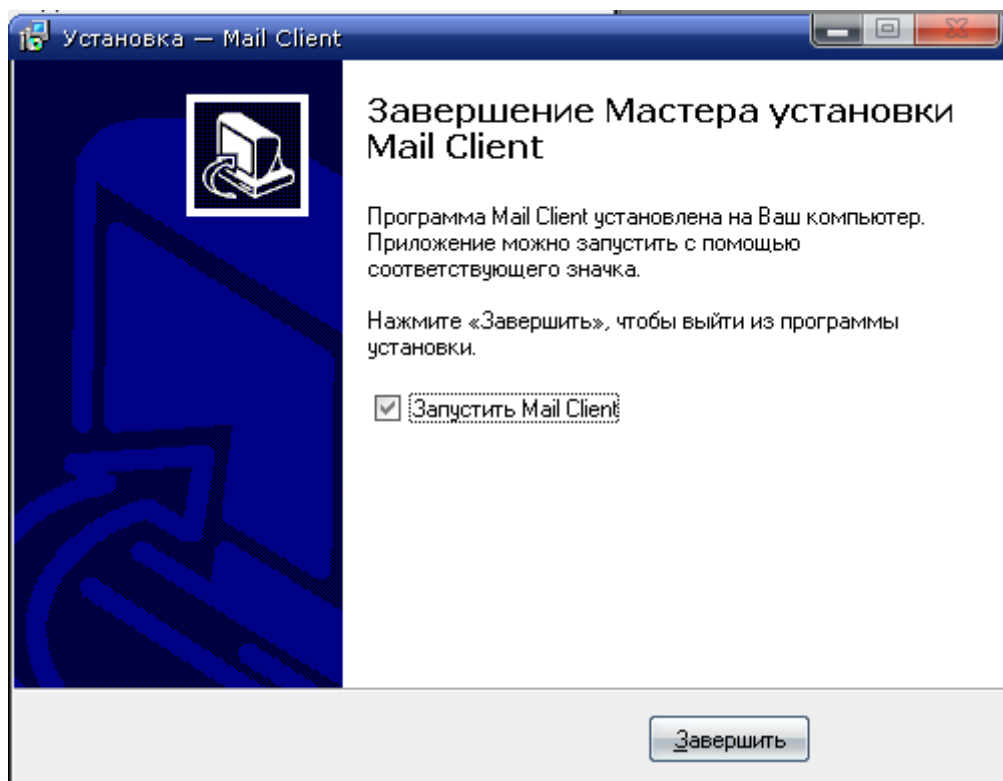 Установка — Mail Client
Завершение Мастера установки
Mail Client
Программа Mail Client установлена на Ваш компьютер.
Приложение можно запустить с помощью
соответствующего значка.
Нажмите «Завершить», чтобы выйти из программы
установки.
Запустить Mail Client
Завершить